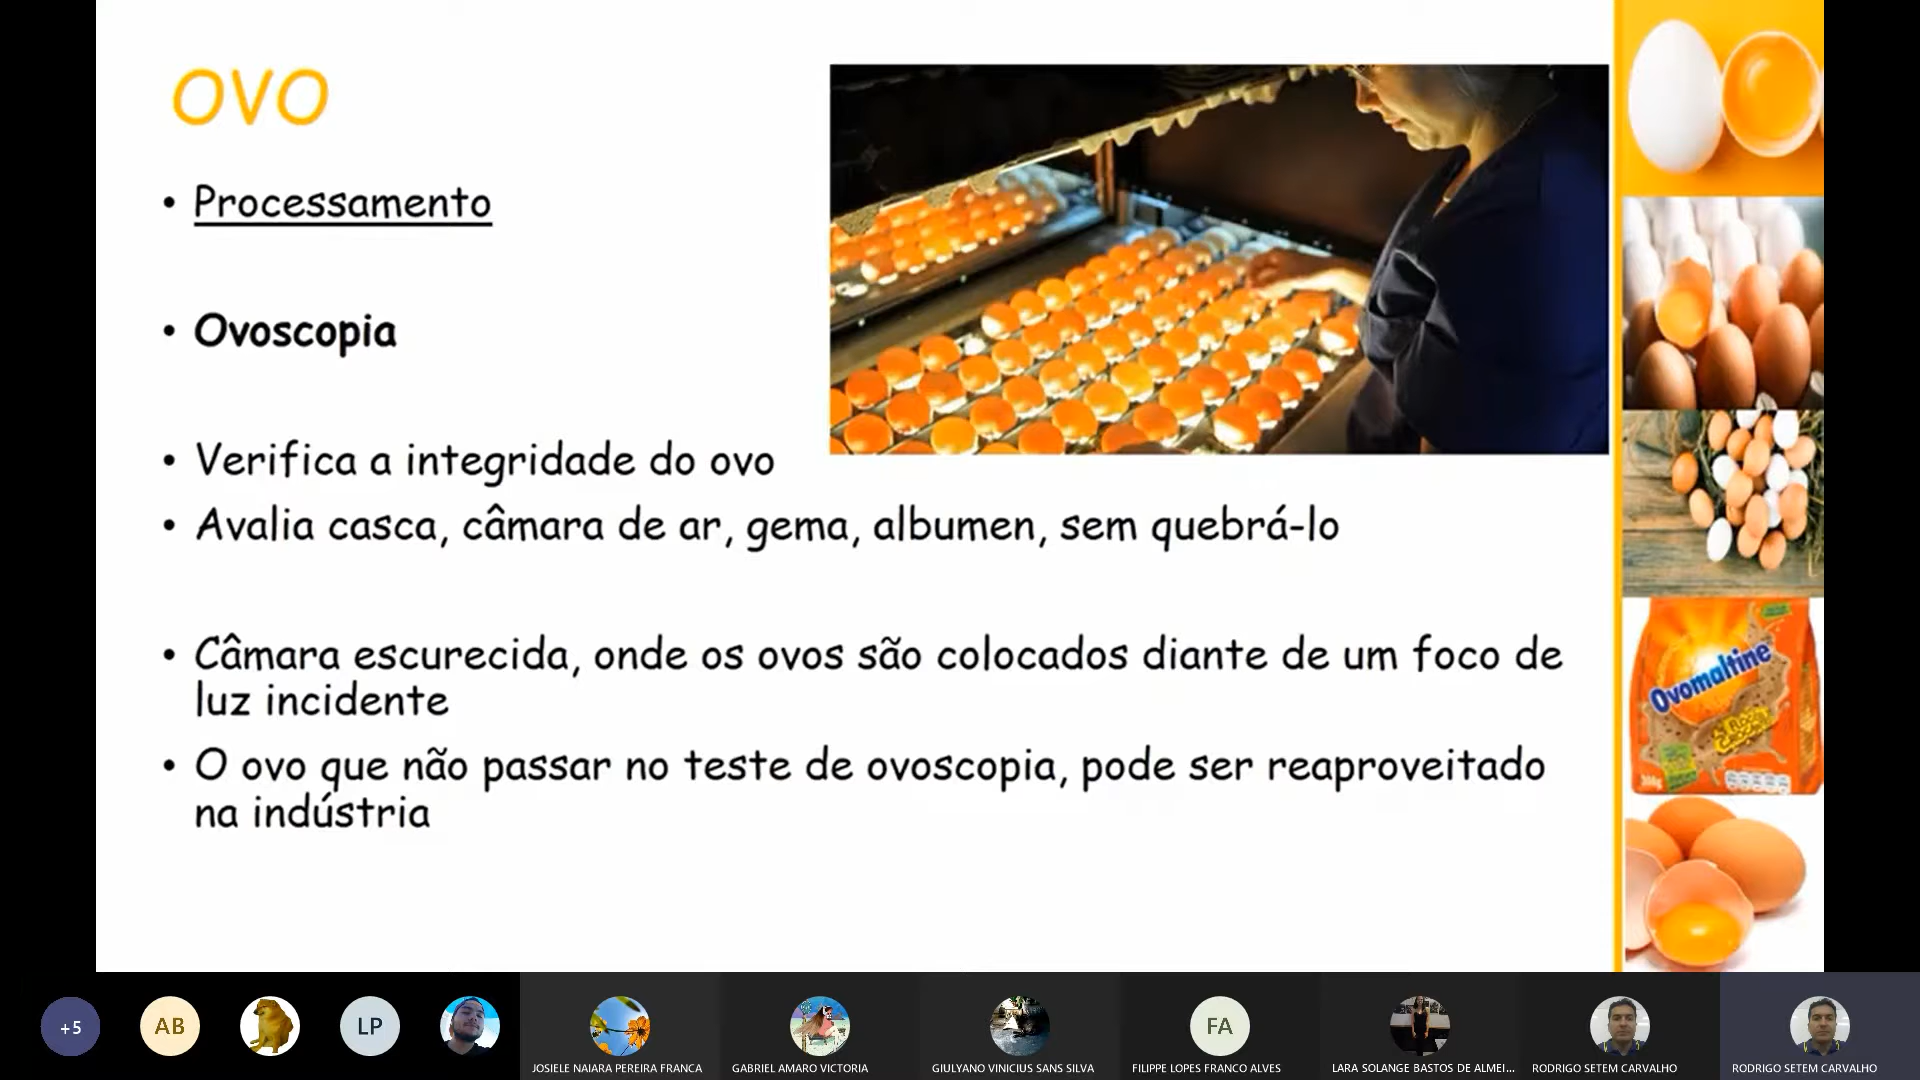 OVO
• Processamento
• Ovoscopia
• Verifica a integridade do ovo
• Avalia casca, câmara de ar, gema, albumen, sem quebrá-lo
• Câmara escurecida, onde os ovos são colocados diante de um foco de
luz incidente
• O ovo que não passar no teste de ovoscopia, pode ser reaproveitado
na indústria
Ovomaltine
+5
AB
LP
FA
JOSIELE NAIARA PEREIRA FRANCA
GABRIEL AMARO VICTORIA
GIULYANO VINICIUS SANS SILVA
FILIPPE LOPES FRANCO ALVES
LARA SOLANGE BASTOS DE ALMEI...
RODRIGO SETEM CARVALHO
RODRIGO SETEM CARVALHO